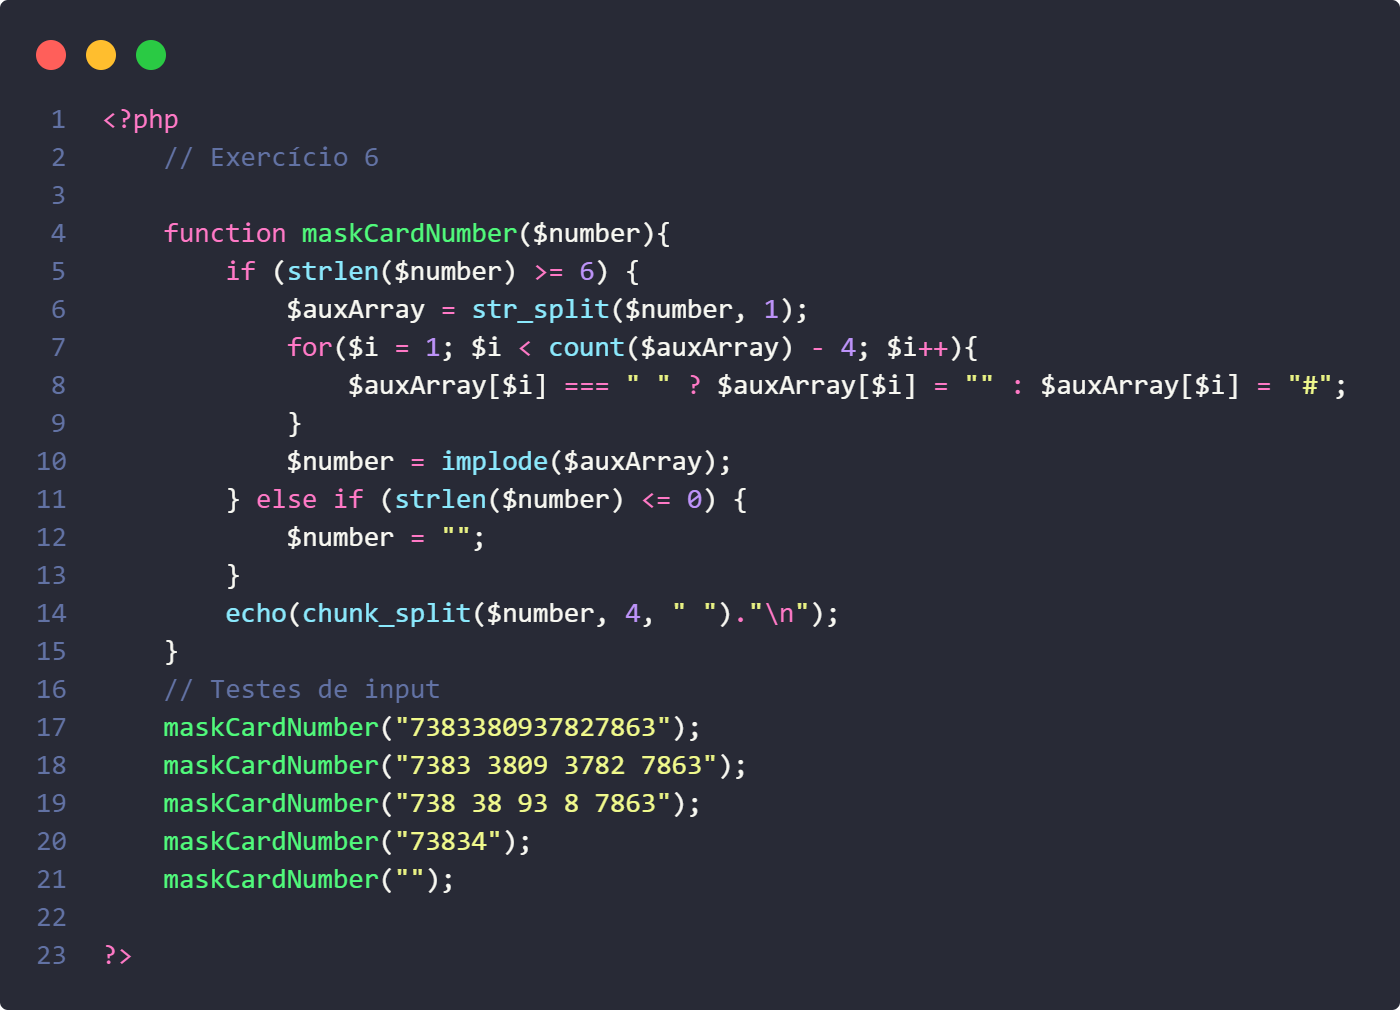 1 <?php
2     // Exercício 6
3
4     function maskCardNumber($number){
5         if (strlen($number) >= 6) {
6             $auxArray = str_split($number, 1);
7             for($i = 1; $i < count($auxArray) - 4; $i++){
8                 $auxArray[$i] === " " ? $auxArray[$i] = "" : $auxArray[$i] = "#";
9             }
10             $number = implode($auxArray);
11         } else if (strlen($number) <= 0) {
12             $number = "";
13         }
14         echo(chunk_split($number, 4, " ")."\n");
15     }
16     // Testes de input
17     maskCardNumber("7383380937827863");
18     maskCardNumber("7383 3809 3782 7863");
19     maskCardNumber("738 38 93 8 7863");
20     maskCardNumber("73834");
21     maskCardNumber("");
22
23 ?>